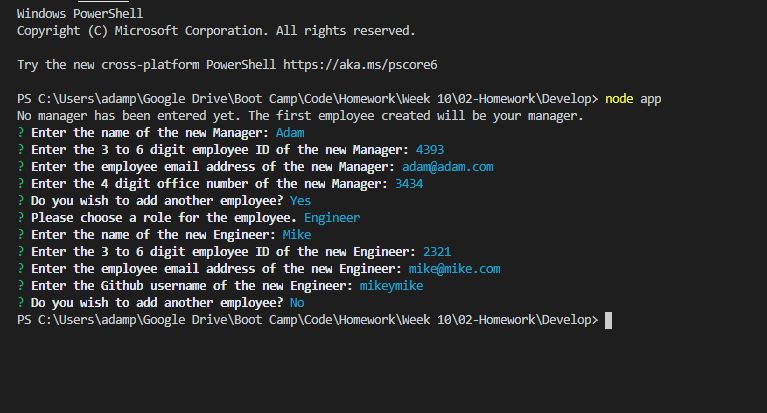 Windows PowerShell
Copyright (C) Microsoft Corporation. All rights reserved.
Try the new cross-platform PowerShell https://aka.ms/pscore6
PS C:\Users\adamp\Google Drive\Boot Camp\Code\Homework\Week 10\02-Homework\Develop> node app
No manager has been entered yet. The first employee created will be your manager.
? Enter the name of the new Manager: Adam
? Enter the 3 to 6 digit employee ID of the new Manager: 4393
? Enter the employee email address of the new Manager: adam@adam.com
? Enter the 4 digit office number of the new Manager: 3434
? Do you wish to add another employee? Yes
? Please choose a role for the employee. Engineer
? Enter the name of the new Engineer: Mike
? Enter the 3 to 6 digit employee ID of the new Engineer: 2321
? Enter the employee email address of the new Engineer: mike@mike.com
? Enter the Github username of the new Engineer: mikeymike
? Do you wish to add another employee? No
PS C:\Users\adamp\Google Drive\Boot Camp\Code\Homework\Week 10\02-Homework\Develop>